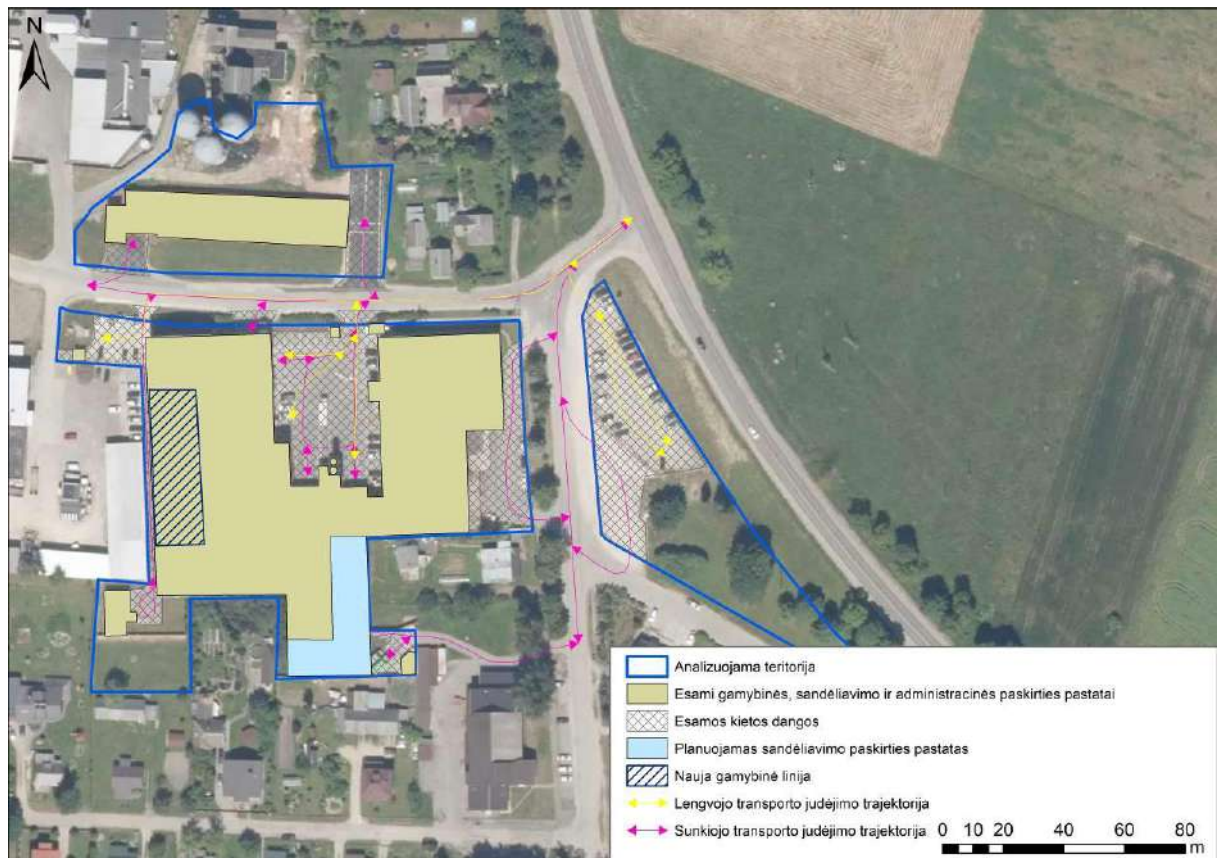 N
Analizuojama teritorija
Esami gamybinės, sandėliavimo ir administracinės paskirties pastatai
Esamos kietos dangos
Planuojamas sandėliavimo paskirties pastatas
Nauja gamybinė linija
Lengvojo transporto judėjimo trajektorija
Sunkiojo transporto judėjimo trajektorija
0 10 20 40 60 80
m